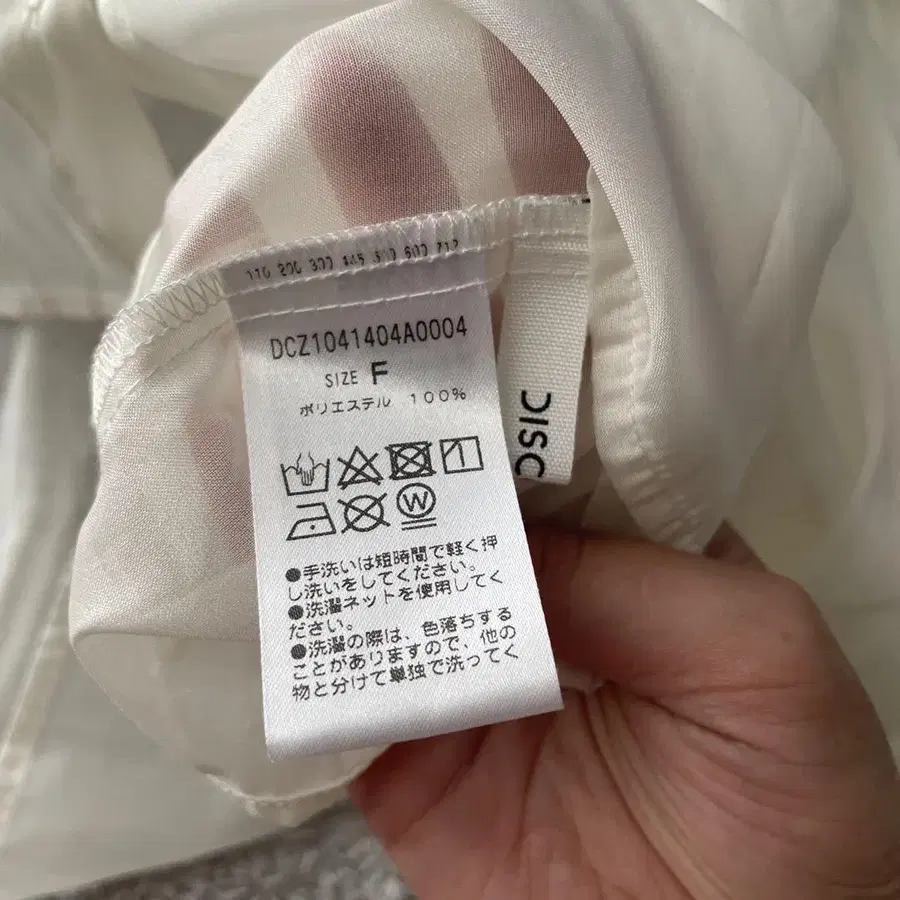 DCZ1041404A0004
SIZE F
ポリエステル 100%
W
●手洗いは短時間で軽く押
し洗いをしてください。
●洗濯ネットを使用してく
ださい。
●洗濯の際は、色落ちする
ことがありますので、他の
物と分けて単独で洗ってく
DISC